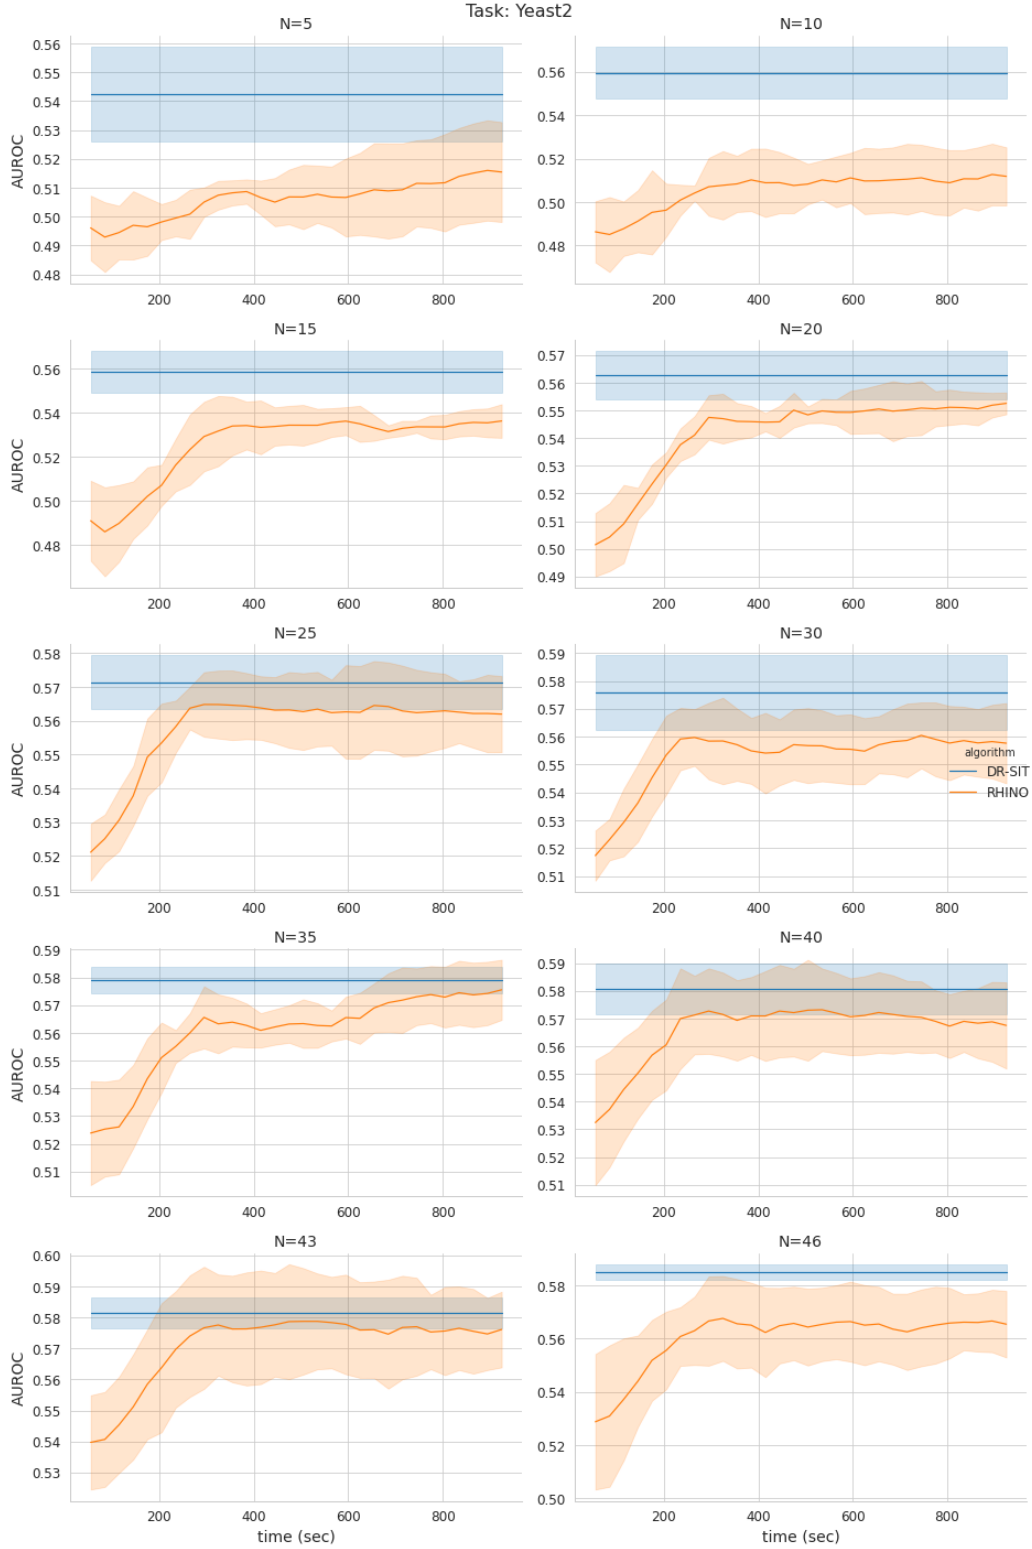 Task: Yeast2
N=5
0.56
0.55
0.54
0.53
0.52
0.51
0.50
0.49
0.48
AUROC
200 400 600 800
N=10
0.56
0.54
0.52
0.50
0.48
200 400 600 800
N=15
0.56
0.54
0.52
0.50
0.48
AUROC
200 400 600 800
N=20
0.57
0.56
0.55
0.54
0.53
0.52
0.51
0.50
0.49
200 400 600 800
N=25
0.58
0.57
0.56
0.55
0.54
0.53
0.52
0.51
AUROC
200 400 600 800
N=30
0.59
0.58
0.57
0.56
0.55
0.54
0.53
0.52
0.51
200 400 600 800
algorithm
DR-SIT
RHINO
N=35
0.59
0.58
0.57
0.56
0.55
0.54
0.53
0.52
0.51
AUROC
200 400 600 800
N=40
0.59
0.58
0.57
0.56
0.55
0.54
0.53
0.52
0.51
200 400 600 800
N=43
0.60
0.59
0.58
0.57
0.56
0.55
0.54
0.53
AUROC
200 400 600 800
time (sec)
N=46
0.58
0.56
0.54
0.52
0.50
200 400 600 800
time (sec)